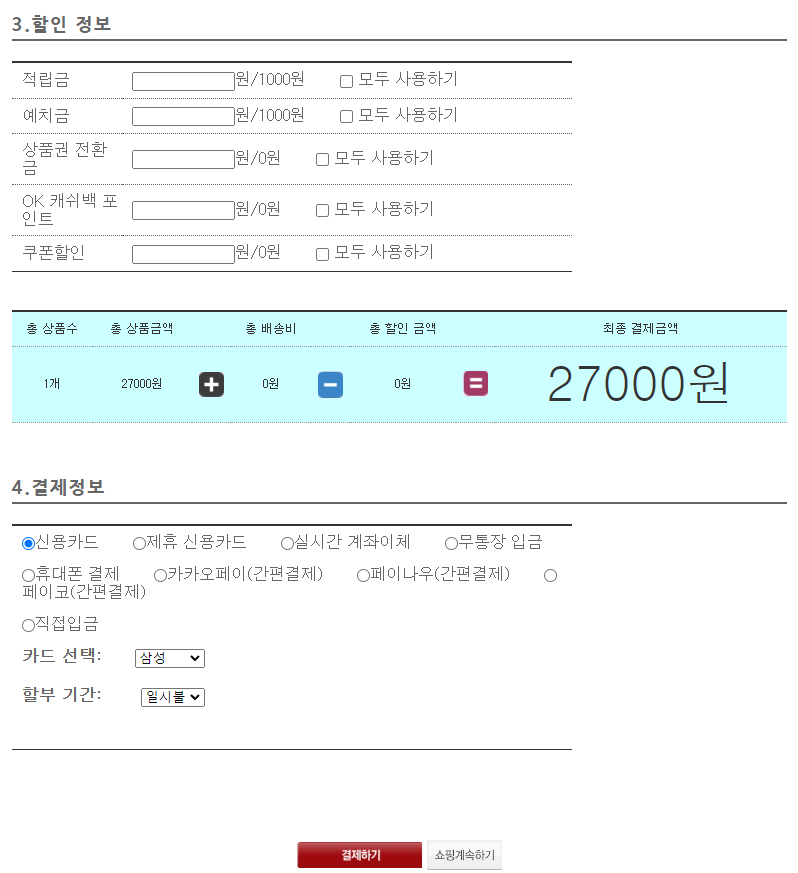 3.할인 정보
적립금 원/1000원 모두 사용하기
예치금 원/1000원 모두 사용하기
상품권 전환
금 원/0원 모두 사용하기
OK 캐쉬백 포
인트 원/0원 모두 사용하기
쿠폰할인 원/0원 모두 사용하기
총 상품수 총 상품금액 총 배송비 총 할인 금액 최종 결제금액
1개 27000원 + 0원 - 0원 = 27000원
4.결제정보
신용카드 제휴 신용카드 실시간 계좌이체 무통장 입금
휴대폰 결제 카카오페이(간편결제) 페이나우(간편결제)
페이코(간편결제)
직접입금
카드 선택: 삼성
할부 기간: 일시불
결제하기 쇼핑계속하기